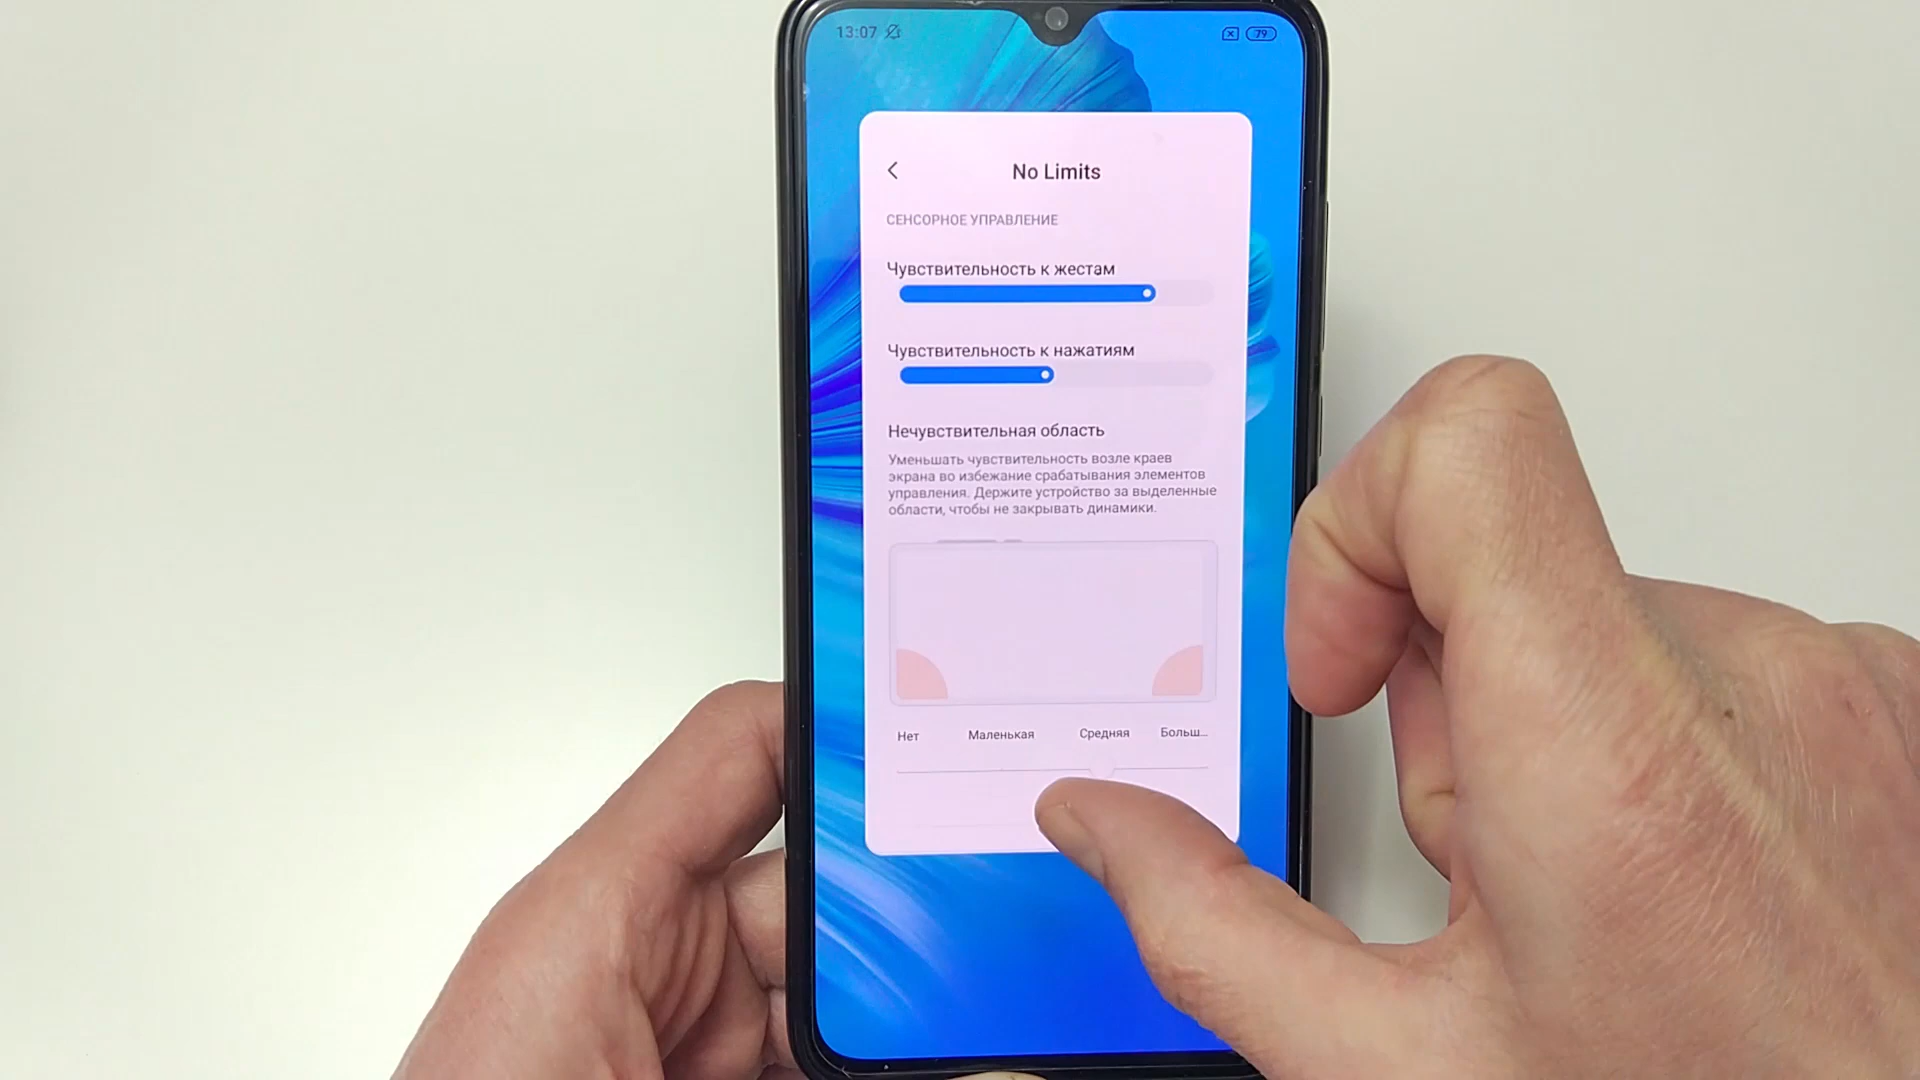 13:07
79
No Limits
СЕНСОРНОЕ УПРАВЛЕНИЕ
Чувствительность к жестам
Чувствительность к нажатиям
Нечувствительная область
Уменьшать чувствительность возле краев
экрана во избежание срабатывания элементов
управления. Держите устройство за выделенные
области, чтобы не закрывать динамики.
Нет Маленькая Средняя Больш...